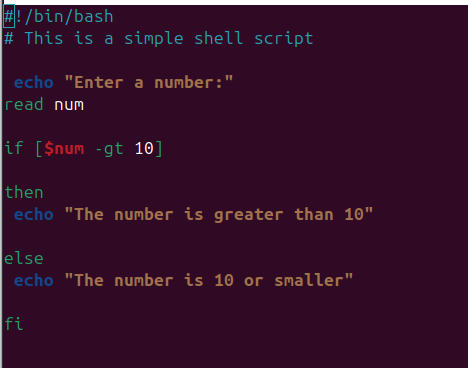 #!/bin/bash
# This is a simple shell script
echo "Enter a number:"
read num
if [$num -gt 10]
then
echo "The number is greater than 10"
else
echo "The number is 10 or smaller"
fi